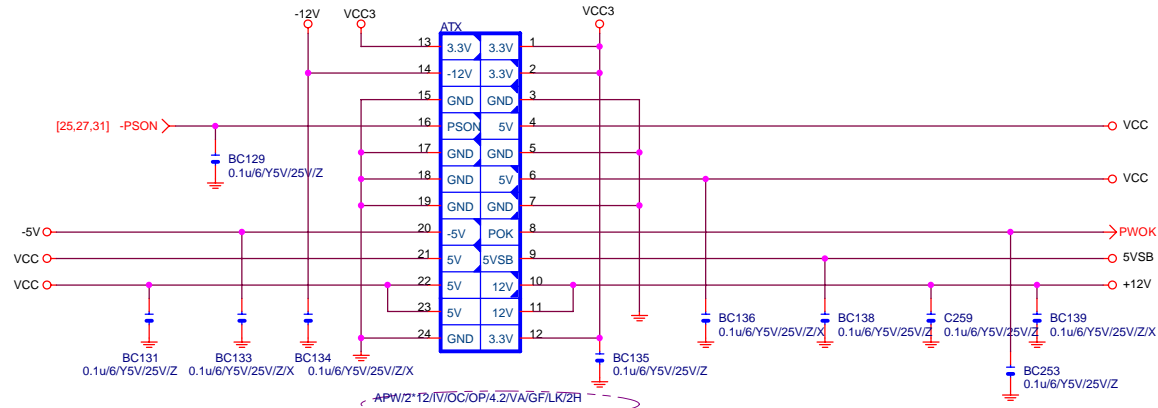 -12V VCC3 VCC3
ATX
13 3.3V 3.3V 1
14 -12V 3.3V 2
15 GND GND 3
[25,27,31] -PSON 16 PSON 5V 4 VCC
17 GND GND 5
BC129
0.1u/6/Y5V/25V/Z
18 GND 5V 6 VCC
19 GND GND 7
-5V 20 -5V POK 8 PWOK
VCC 21 5V 5VSB 9 5VSB
VCC 22 5V 12V 10 +12V
23 5V 12V 11
24 GND 3.3V 12
BC136
0.1u/6/Y5V/25V/Z/X
BC138
0.1u/6/Y5V/25V/Z
C259
0.1u/6/Y5V/25V/Z
BC139
0.1u/6/Y5V/25V/Z/X
BC131
0.1u/6/Y5V/25V/Z
BC133
0.1u/6/Y5V/25V/Z/X
BC134
0.1u/6/Y5V/25V/Z/X
BC135
0.1u/6/Y5V/25V/Z
BC253
0.1u/6/Y5V/25V/Z
APW/2*12/IV/OC/OP/4.2/VA/GF/LK/2H